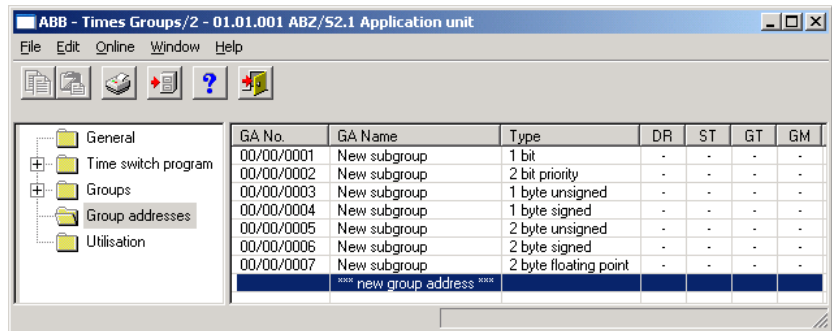 ABB - Times Groups/2 - 01.01.001 ABZ/S2.1 Application unit
File Edit Online Window Help
?
General
Time switch program
Groups
Group addresses
Utilisation
GA No. GA Name Type DR ST GT GM
00/00/0001 New subgroup 1 bit - - - -
00/00/0002 New subgroup 2 bit priority - - - -
00/00/0003 New subgroup 1 byte unsigned - - - -
00/00/0004 New subgroup 1 byte signed - - - -
00/00/0005 New subgroup 2 byte unsigned - - - -
00/00/0006 New subgroup 2 byte signed - - - -
00/00/0007 New subgroup 2 byte floating point - - - -
*** new group address ***